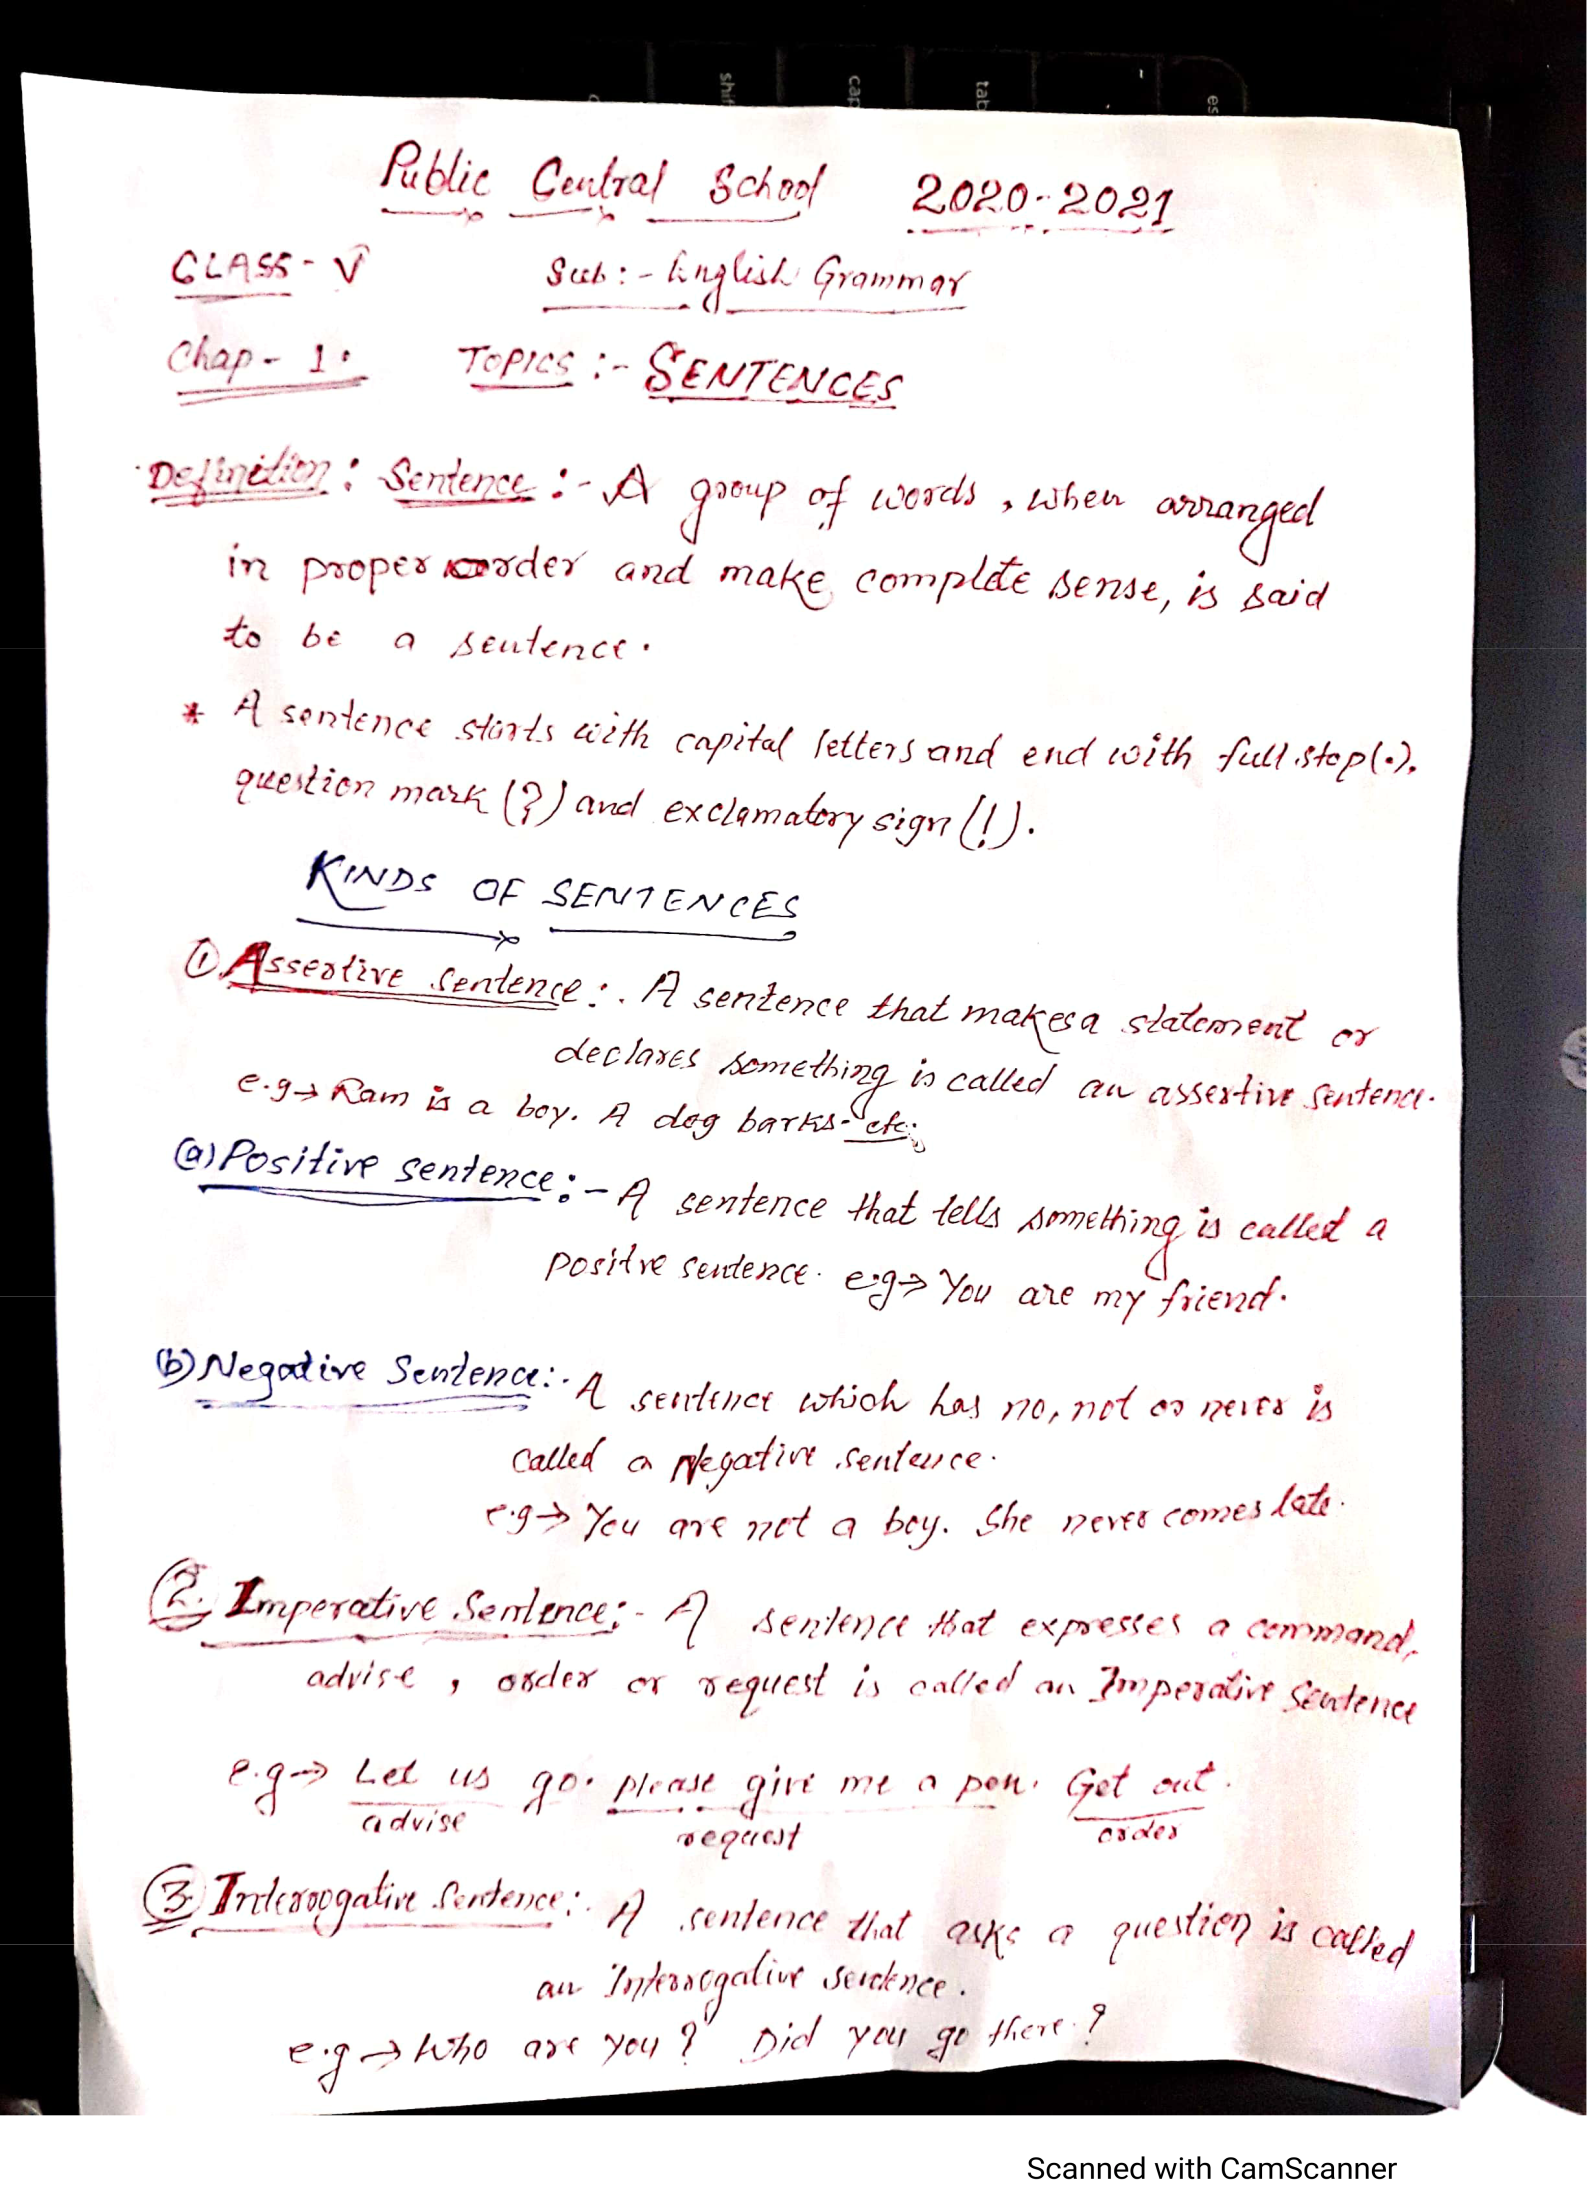 Public Central School 2020-2021
CLASS - V Sub:- English Grammar
Chap - 1. TOPICS :- SENTENCES
Definition: Sentence :- A group of words, when arranged
in proper order and make complete sense, is said
to be a sentence.
* A sentence starts with capital letters and end with full stop(.),
question mark (?) and exclamatory sign (!).
KINDS OF SENTENCES
① Assertive sentence:. A sentence that makes a statement or
declares something is called an assertive sentence.
e.g → Ram is a boy. A dog barks- etc.
(a) Positive sentence:- A sentence that tells something is called a
Positve sentence. e.g → You are my friend.
(b) Negative Sentence:. A sentence which has no, not or never is
called a Negative sentence.
e.g → You are not a boy. She never comes late.
2. Imperative Sentence:- A sentence that expresses a command,
advise, order or request is called an Imperative Sentence
e.g → Let us go. please give me a pen. Get out.
advise request order
③ Interrogative Sentence:. A sentence that asks a question is called
an Interrogative sentence.
e.g → Who are you? Did you go there?
Scanned with CamScanner